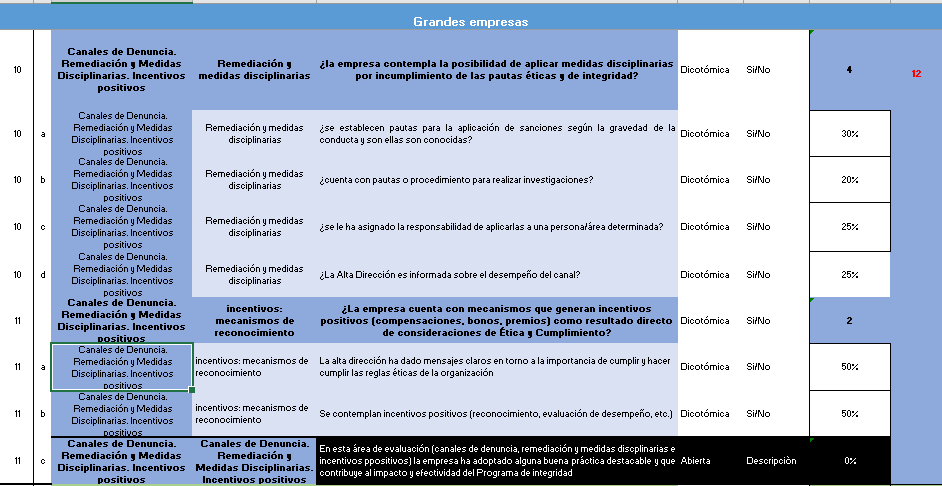 Grandes empresas
10 Canales de Denuncia. Remediación y Medidas Disciplinarias. Incentivos positivos Remediación y medidas disciplinarias ¿la empresa contempla la posibilidad de aplicar medidas disciplinarias por incumplimiento de las pautas éticas y de integridad? Dicotómica Si/No 4 12
10 a Canales de Denuncia. Remediación y Medidas Disciplinarias. Incentivos positivos Remediación y medidas disciplinarias ¿se establecen pautas para la aplicación de sanciones según la gravedad de la conducta y son ellas son conocidas? Dicotómica Si/No 30%
10 b Canales de Denuncia. Remediación y Medidas Disciplinarias. Incentivos positivos Remediación y medidas disciplinarias ¿cuenta con pautas o procedimiento para realizar investigaciones? Dicotómica Si/No 20%
10 c Canales de Denuncia. Remediación y Medidas Disciplinarias. Incentivos positivos Remediación y medidas disciplinarias ¿se le ha asignado la responsabilidad de aplicarlas a una persona/área determinada? Dicotómica Si/No 25%
10 d Canales de Denuncia. Remediación y Medidas Disciplinarias. Incentivos positivos Remediación y medidas disciplinarias ¿La Alta Dirección es informada sobre el desempeño del canal? Dicotómica Si/No 25%
11 Canales de Denuncia. Remediación y Medidas Disciplinarias. Incentivos positivos incentivos: mecanismos de reconocimiento ¿La empresa cuenta con mecanismos que generan incentivos positivos (compensaciones, bonos, premios) como resultado directo de consideraciones de Ética y Cumplimiento? Dicotómica Si/No 2
11 a Canales de Denuncia. Remediación y Medidas Disciplinarias. Incentivos positivos incentivos: mecanismos de reconocimiento La alta dirección ha dado mensajes claros en torno a la importancia de cumplir y hacer cumplir las reglas éticas de la organización Dicotómica Si/No 50%
11 b Canales de Denuncia. Remediación y Medidas Disciplinarias. Incentivos positivos incentivos: mecanismos de reconocimiento Se contemplan incentivos positivos (reconocimiento, evaluación de desempeño, etc.) Dicotómica Si/No 50%
11 c Canales de Denuncia. Remediación y Medidas Disciplinarias. Incentivos positivos Canales de Denuncia. Remediación y Medidas Disciplinarias. Incentivos positivos En esta área de evaluación (canales de denuncia, remediación y medidas disciplinarias e incentivos ppositivos) la empresa ha adoptado alguna buena práctica destacable y que contribuye al impacto y efectividad del Programa de integridad Abierta Descripciòn 0%